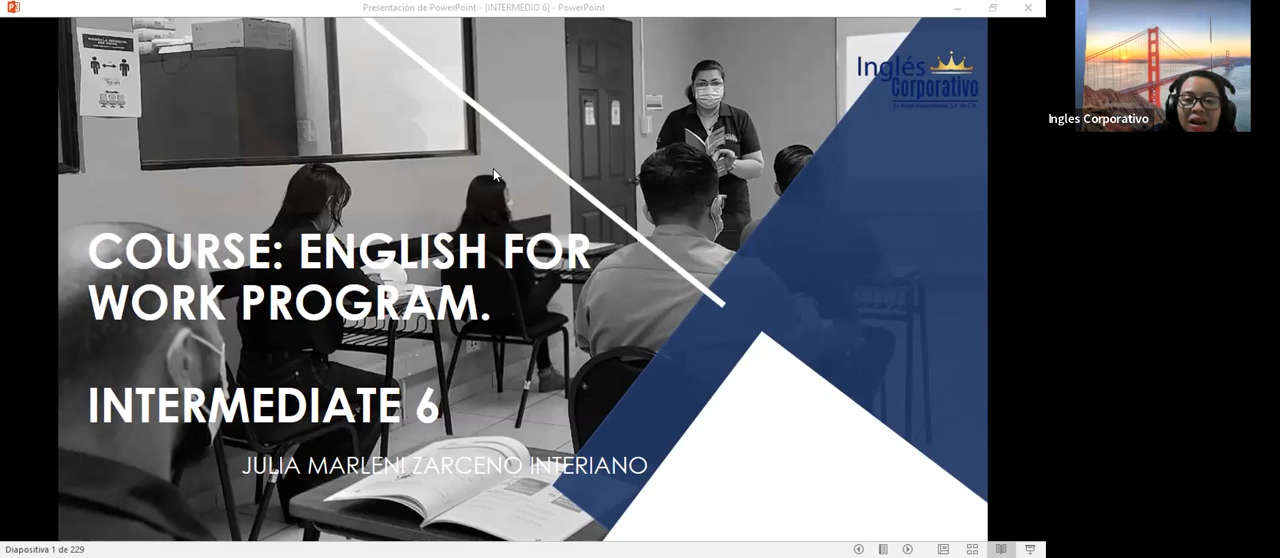 Presentación de PowerPoint - [INTERMEDIO 6] - PowerPoint
Inglés
Corporativo
COURSE: ENGLISH FOR
WORK PROGRAM.
INTERMEDIATE 6
JULIA MARLENI ZARCENO INTERIANO
Diapositiva 1 de 229
Ingles Corporativo